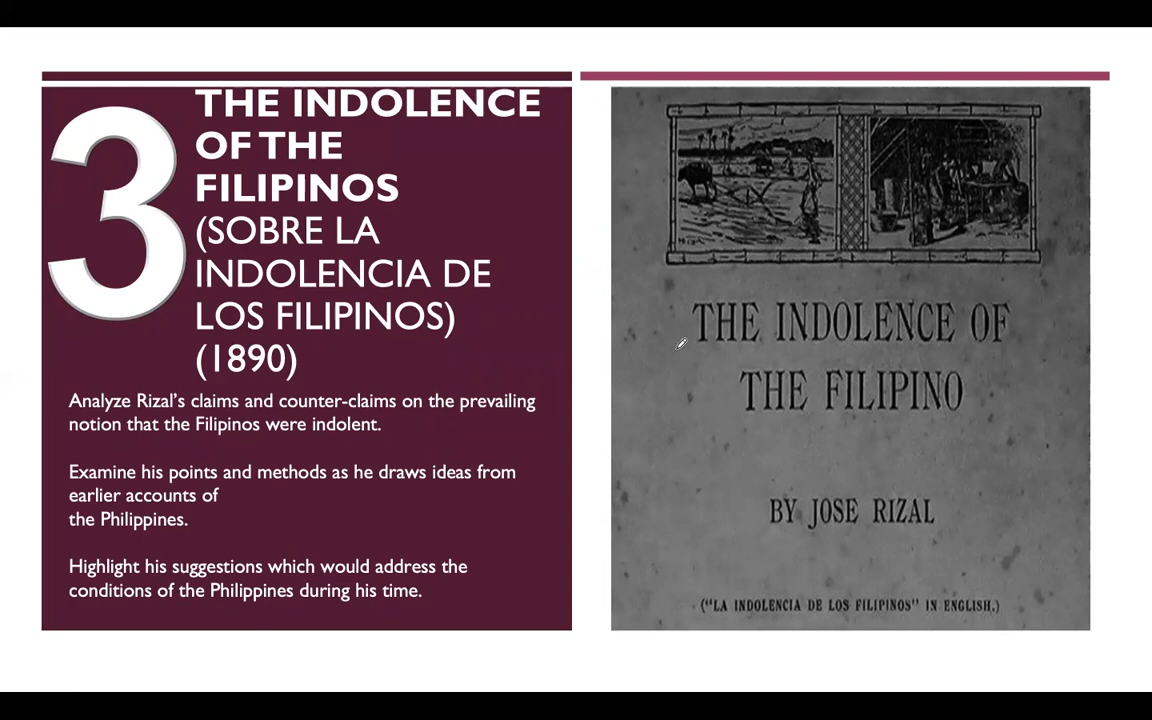 3
THE INDOLENCE
OF THE
FILIPINOS
(SOBRE LA
INDOLENCIA DE
LOS FILIPINOS)
(1890)
Analyze Rizal’s claims and counter-claims on the prevailing
notion that the Filipinos were indolent.
Examine his points and methods as he draws ideas from
earlier accounts of
the Philippines.
Highlight his suggestions which would address the
conditions of the Philippines during his time.
THE INDOLENCE OF
THE FILIPINO
BY JOSE RIZAL
("LA INDOLENCIA DE LOS FILIPINOS" IN ENGLISH.)